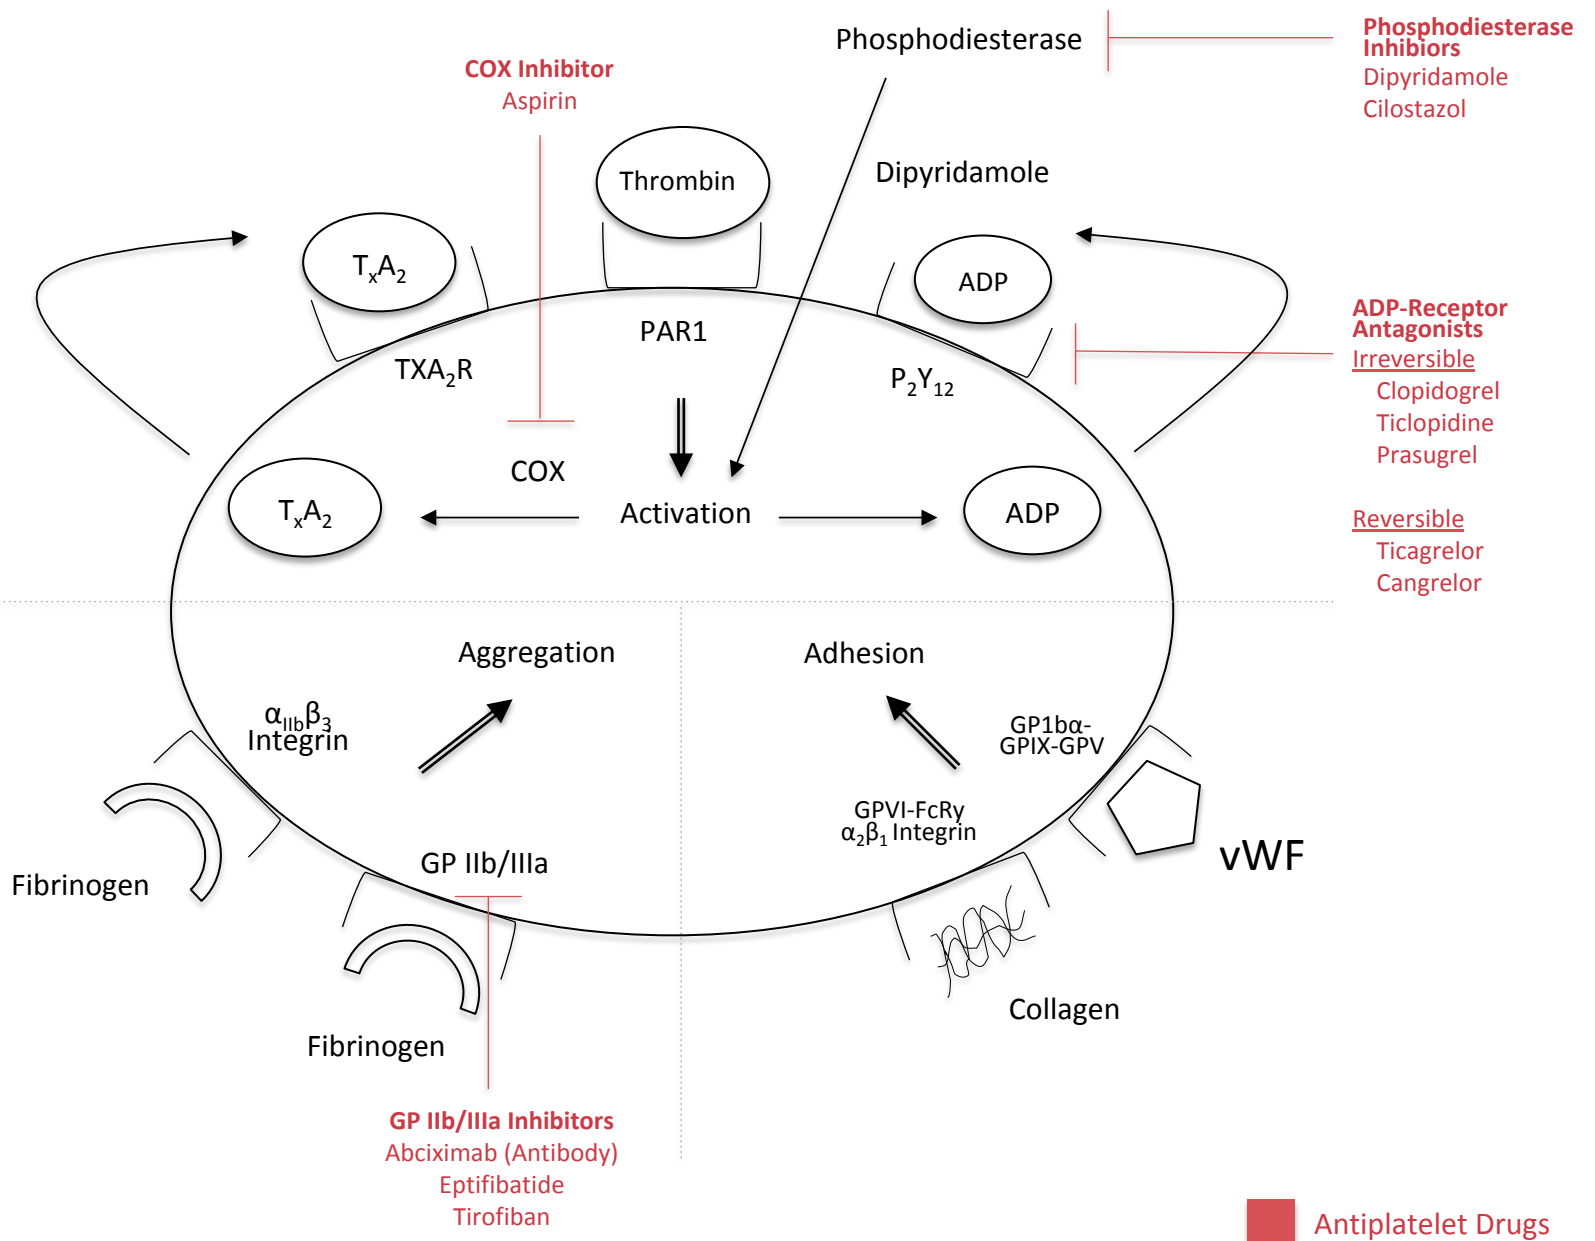 Phosphodiesterase
Phosphodiesterase
Inhibiors
Dipyridamole
Cilostazol
COX Inhibitor
Aspirin
Thrombin
Dipyridamole
TxA2
ADP
PAR1
TXA2R
P2Y12
ADP-Receptor
Antagonists
Irreversible
Clopidogrel
Ticlopidine
Prasugrel
Reversible
Ticagrelor
Cangrelor
COX
TxA2
Activation
ADP
Aggregation
Adhesion
αIIbβ3
Integrin
GP1bα-
GPIX-GPV
GPVI-FcRγ
α2β1 Integrin
vWF
GP IIb/IIIa
Fibrinogen
Fibrinogen
Collagen
GP IIb/IIIa Inhibitors
Abciximab (Antibody)
Eptifibatide
Tirofiban
Antiplatelet Drugs